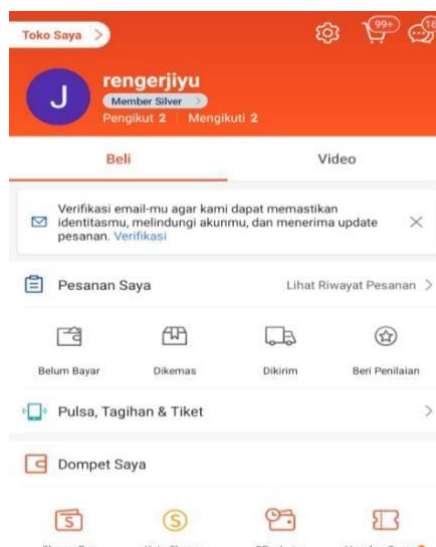 Toko Saya
99+
16
J
rengerjiyu
Member Silver
Pengikut 2 Mengikuti 2
Beli Video
Verifikasi email-mu agar kami dapat memastikan
identitasmu, melindungi akunmu, dan menerima update
pesanan. Verifikasi
Pesanan Saya Lihat Riwayat Pesanan
Belum Bayar Dikemas Dikirim Beri Penilaian
Pulsa, Tagihan & Tiket
Dompet Saya